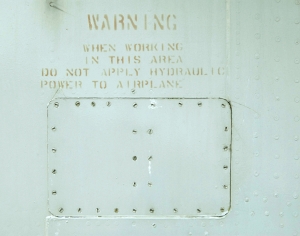 WARNING
WHEN WORKING
IN THIS AREA
DO NOT APPLY HYDRAULIC
POWER TO AIRPLANE